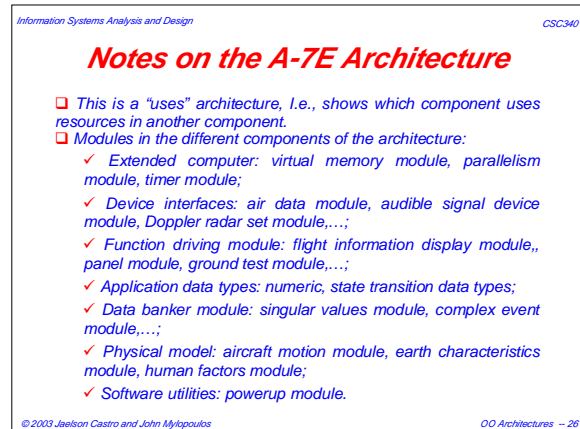 Information Systems Analysis and Design CSC340
Notes on the A-7E Architecture
❑ This is a “uses” architecture, I.e., shows which component uses
resources in another component.
❑ Modules in the different components of the architecture:
✓ Extended computer: virtual memory module, parallelism
module, timer module;
✓ Device interfaces: air data module, audible signal device
module, Doppler radar set module,…;
✓ Function driving module: flight information display module,,
panel module, ground test module,…;
✓ Application data types: numeric, state transition data types;
✓ Data banker module: singular values module, complex event
module,…;
✓ Physical model: aircraft motion module, earth characteristics
module, human factors module;
✓ Software utilities: powerup module.
© 2003 Jaelson Castro and John Mylopoulos OO Architectures -- 26